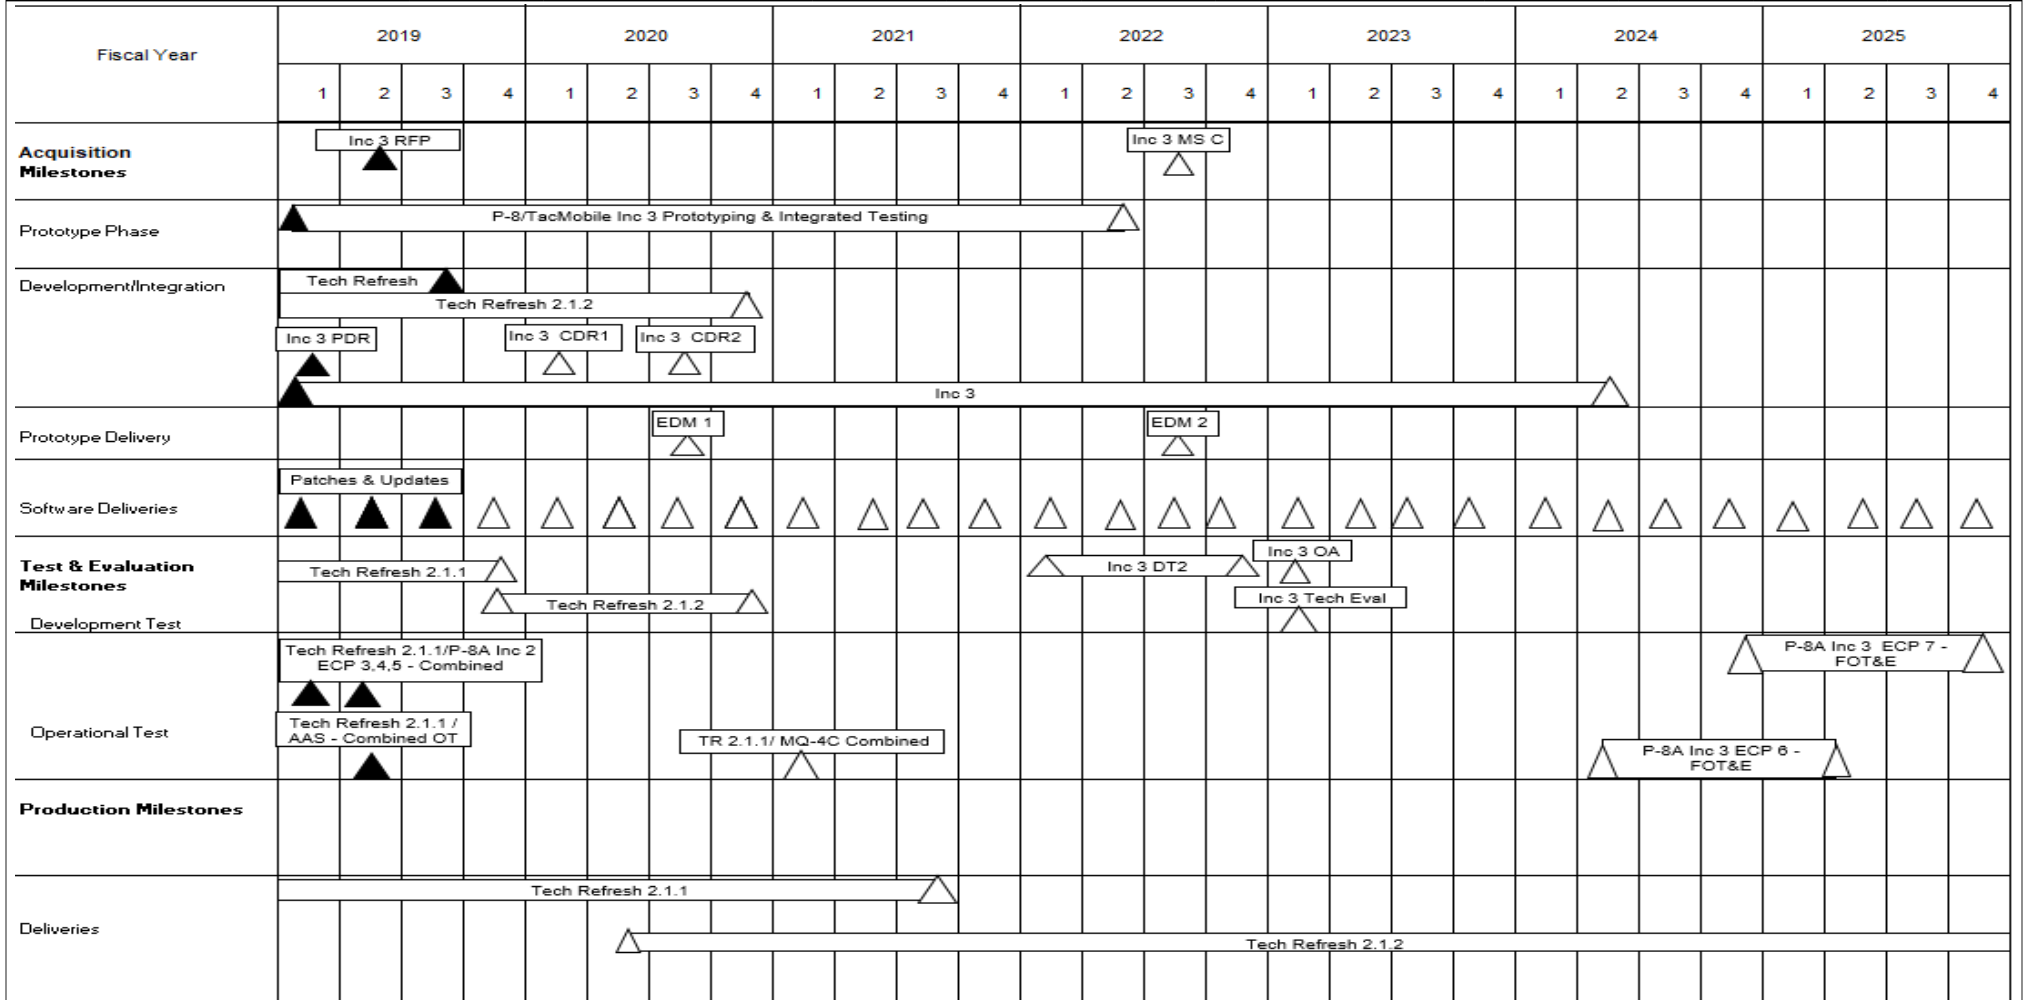 Fiscal Year
2019 2020 2021 2022 2023 2024 2025
1 2 3 4 1 2 3 4 1 2 3 4 1 2 3 4 1 2 3 4 1 2 3 4 1 2 3 4
Acquisition
Milestones
Inc 3 RFP
Inc 3 MS C
Prototype Phase
P-8/TacMobile Inc 3 Prototyping & Integrated Testing
Development/Integration
Tech Refresh
Tech Refresh 2.1.2
Inc 3 PDR
Inc 3 CDR1
Inc 3 CDR2
Inc 3
Prototype Delivery
EDM 1
EDM 2
Software Deliveries
Patches & Updates
Test & Evaluation
Milestones
Development Test
Tech Refresh 2.1.1
Tech Refresh 2.1.2
Inc 3 DT2
Inc 3 OA
Inc 3 Tech Eval
Operational Test
Tech Refresh 2.1.1/P-8A Inc 2
ECP 3,4,5 - Combined
Tech Refresh 2.1.1 /
AAS - Combined OT
TR 2.1.1/ MQ-4C Combined
P-8A Inc 3 ECP 7 -
FOT&E
P-8A Inc 3 ECP 6 -
FOT&E
Production Milestones
Deliveries
Tech Refresh 2.1.1
Tech Refresh 2.1.2